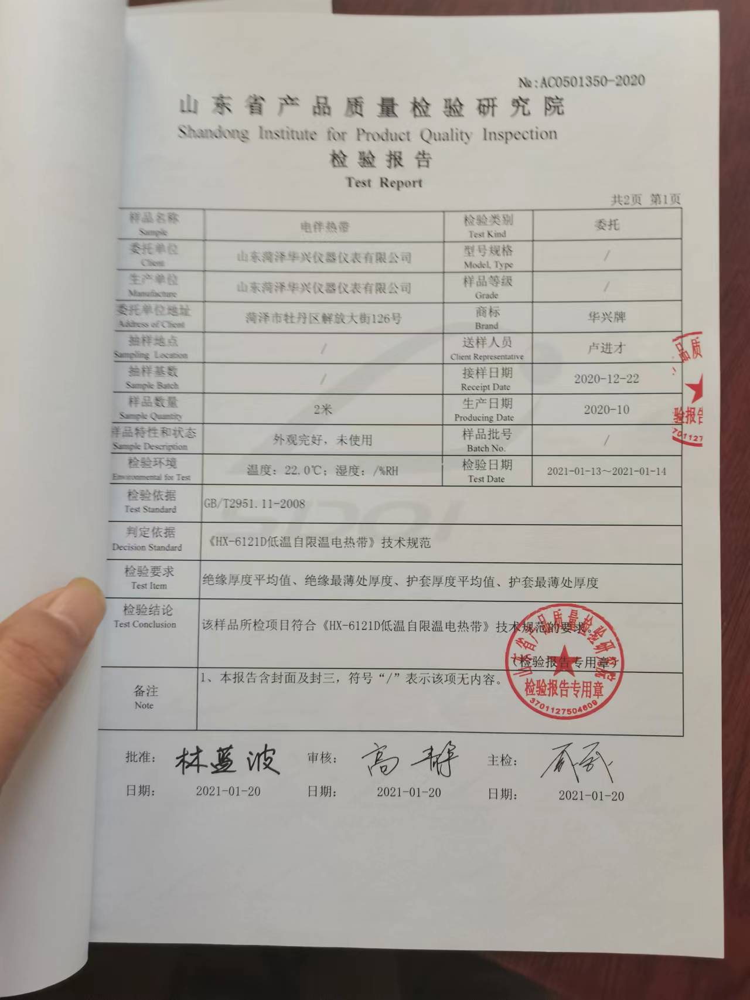 №:AC0501350-2020
山东省产品质量检验研究院
Shandong Institute for Product Quality Inspection
检验报告
Test Report
共2页 第1页
样品名称 电伴热带 检验类别 委托
Sample Test Kind
委托单位 山东菏泽华兴仪器仪表有限公司 型号规格 /
Client Model, Type
生产单位 山东菏泽华兴仪器仪表有限公司 样品等级 /
Manufacture Grade
委托单位地址 菏泽市牡丹区解放大街126号 商标 华兴牌
Address of Client Brand
抽样地点 / 送样人员 卢进才
Sampling Location Client Representative
抽样基数 / 接样日期 2020-12-22
Sample Batch Receipt Date
样品数量 2米 生产日期 2020-10
Sample Quantity Producing Date
样品特性和状态 外观完好，未使用 样品批号 /
Sample Description Batch No.
检验环境 温度：22.0℃；湿度：/%RH 检验日期 2021-01-13～2021-01-14
Environmental for Test Test Date
检验依据 GB/T2951.11-2008
Test Standard
判定依据 《HX-6121D低温自限温电热带》技术规范
Decision Standard
检验要求 绝缘厚度平均值、绝缘最薄处厚度、护套厚度平均值、护套最薄处厚度
Test Item
检验结论 该样品所检项目符合《HX-6121D低温自限温电热带》技术规范的要求。
Test Conclusion
（检验报告专用章）
山东省产品质量检验研究院
检验报告专用章
3701127504609
备注 1、本报告含封面及封三，符号“/”表示该项无内容。
Note
批准： 林蓝波 审核： 高静 主检：
日期： 2021-01-20 日期： 2021-01-20 日期： 2021-01-20
品质
验报告
701127
SDQI